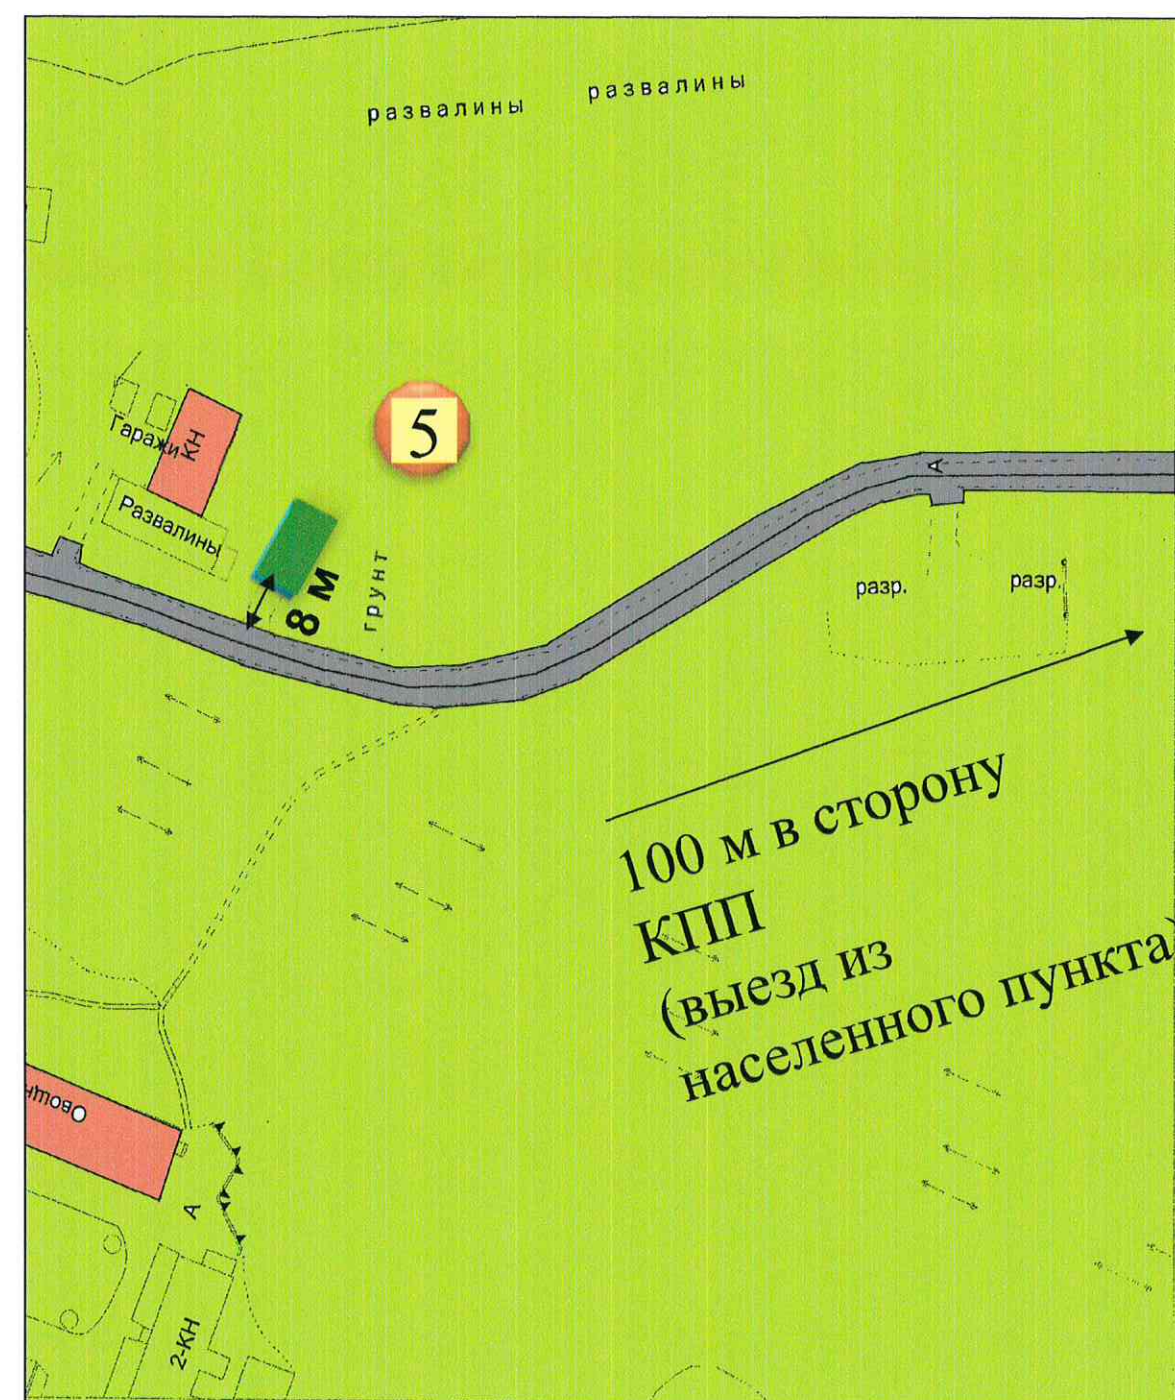 развалины развалины
5
Гаражи
КН
Развалины
8 м
грунт
А
разр. разр.
100 м в сторону
КПП
(выезд из
населенного пункта)
Овощн
А
2-КН